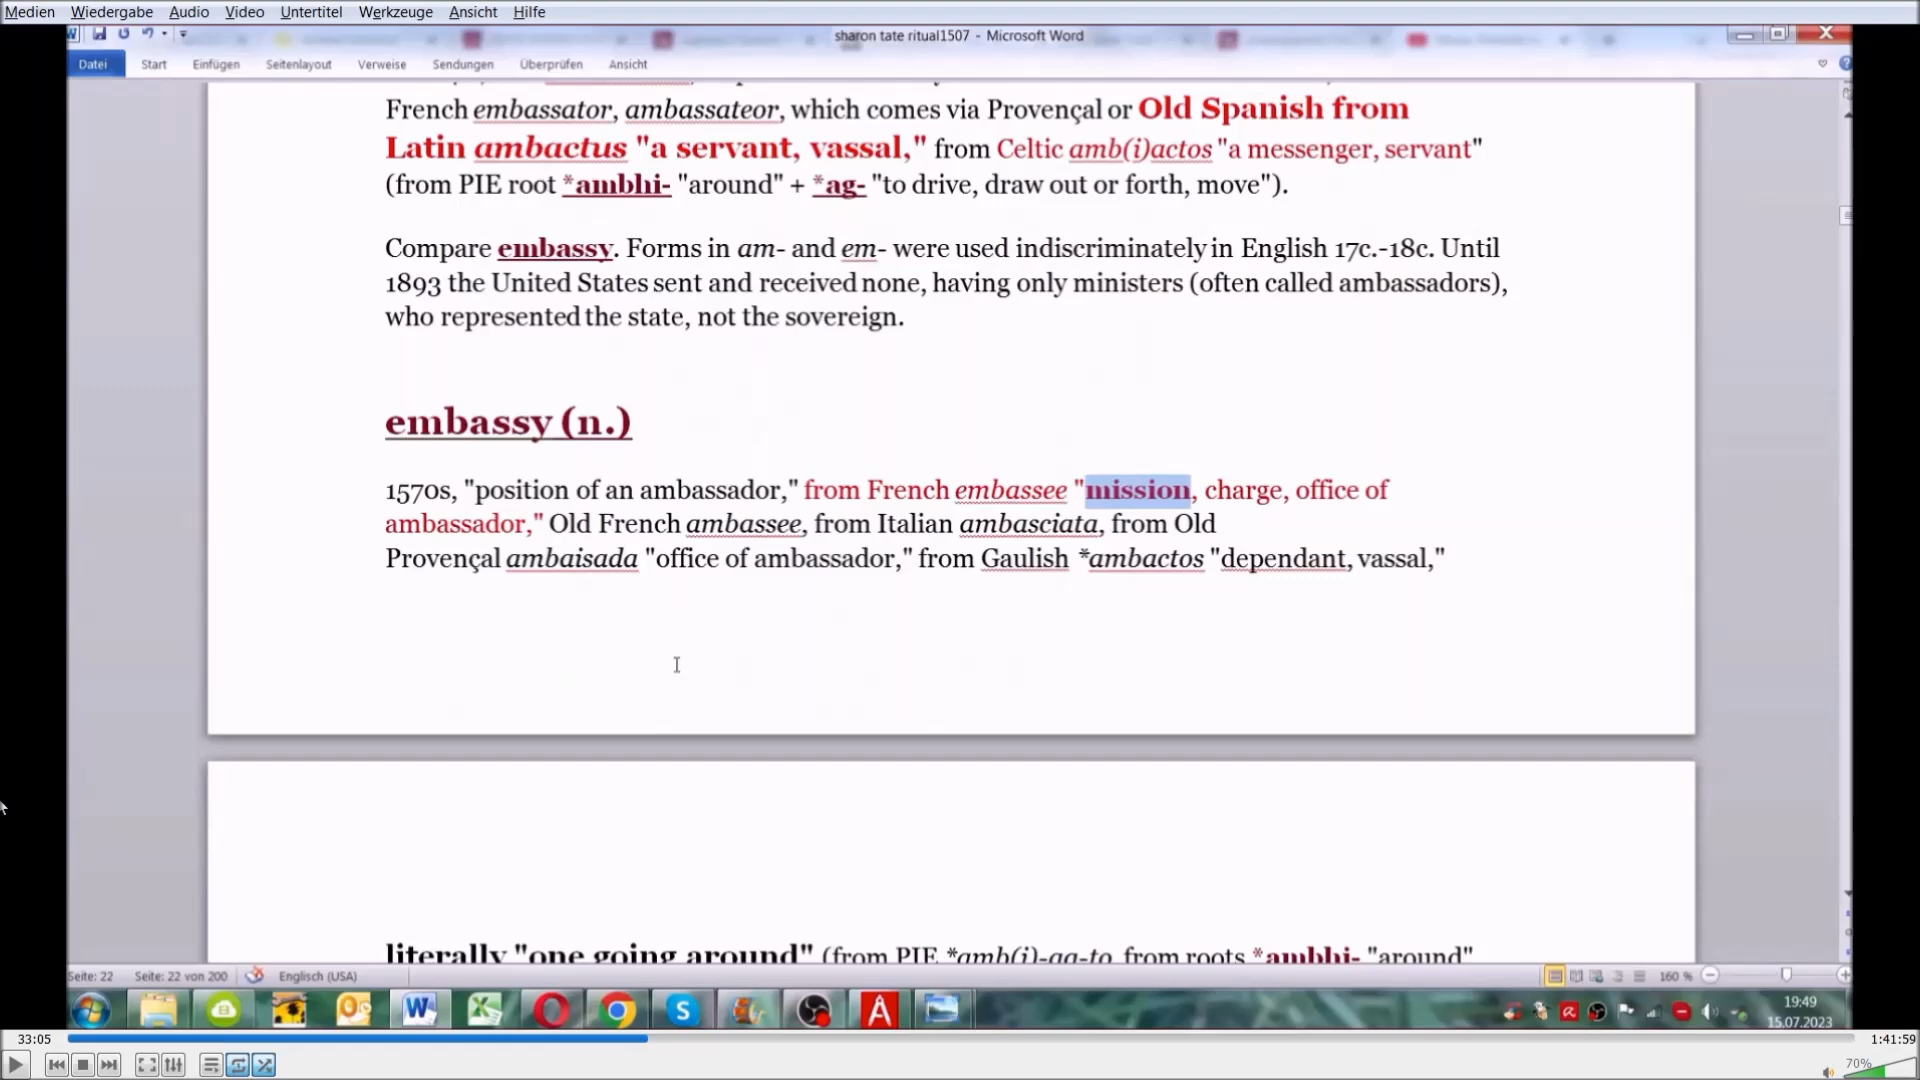 Medien Wiedergabe Audio Video Untertitel Werkzeuge Ansicht Hilfe
sharon tate ritual1507 - Microsoft Word
Datei Start Einfügen Seitenlayout Verweise Sendungen Überprüfen Ansicht
French embassator, ambassateor, which comes via Provençal or Old Spanish from
Latin ambactus "a servant, vassal," from Celtic amb(i)actos "a messenger, servant"
(from PIE root *ambhi- "around" + *ag- "to drive, draw out or forth, move").
Compare embassy. Forms in am- and em- were used indiscriminately in English 17c.-18c. Until
1893 the United States sent and received none, having only ministers (often called ambassadors),
who represented the state, not the sovereign.
embassy (n.)
1570s, "position of an ambassador," from French embassee "mission, charge, office of
ambassador," Old French ambassee, from Italian ambasciata, from Old
Provençal ambaisada "office of ambassador," from Gaulish *ambactos "dependant, vassal,"
literally "one going around" (from PIE *amb(i)-ag-to, from roots *ambhi- "around"
Seite: 22 Seite: 22 von 200 Englisch (USA) 160 %
19:49
15.07.2023
33:05 1:41:59
70%